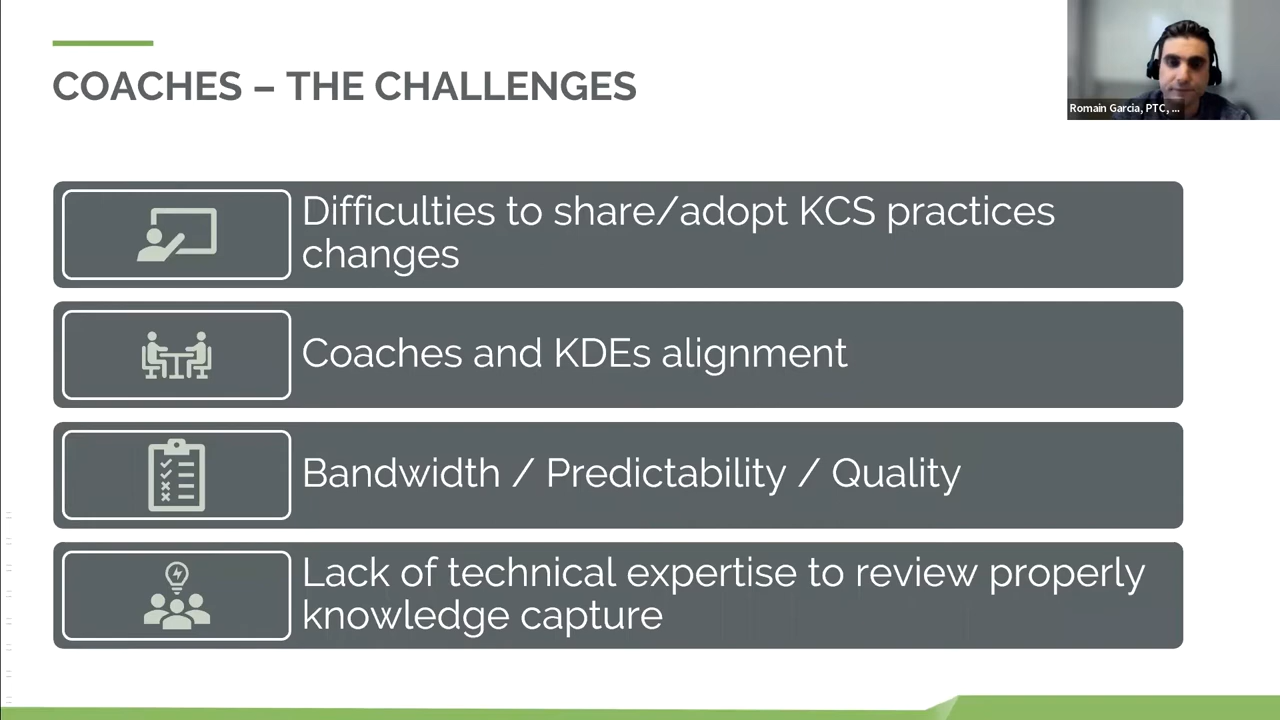 COACHES – THE CHALLENGES
Romain Garcia, PTC, ...
Difficulties to share/adopt KCS practices
changes
Coaches and KDEs alignment
Bandwidth / Predictability / Quality
Lack of technical expertise to review properly
knowledge capture